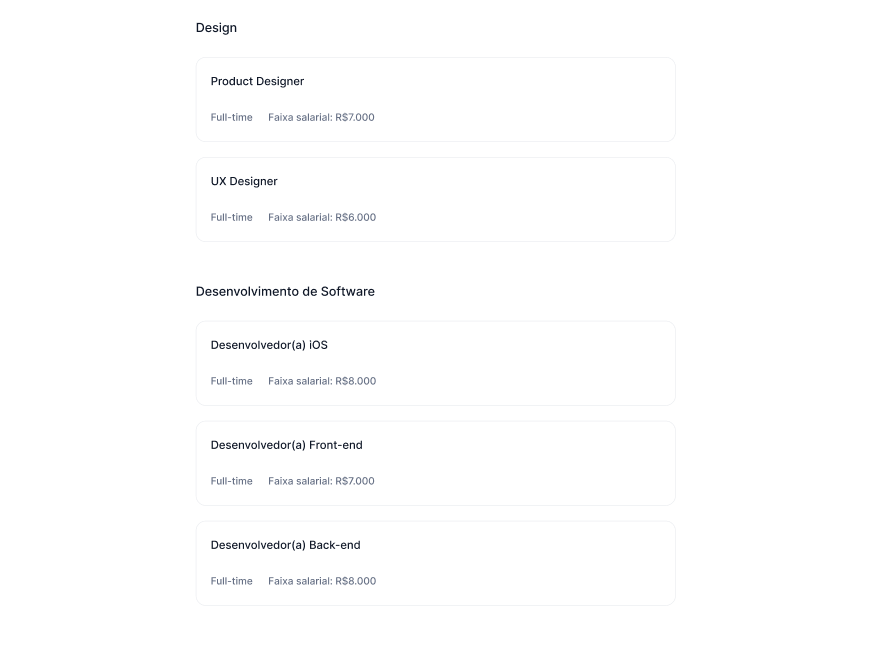 Design
Product Designer
Full-time Faixa salarial: R$7.000
UX Designer
Full-time Faixa salarial: R$6.000
Desenvolvimento de Software
Desenvolvedor(a) iOS
Full-time Faixa salarial: R$8.000
Desenvolvedor(a) Front-end
Full-time Faixa salarial: R$7.000
Desenvolvedor(a) Back-end
Full-time Faixa salarial: R$8.000